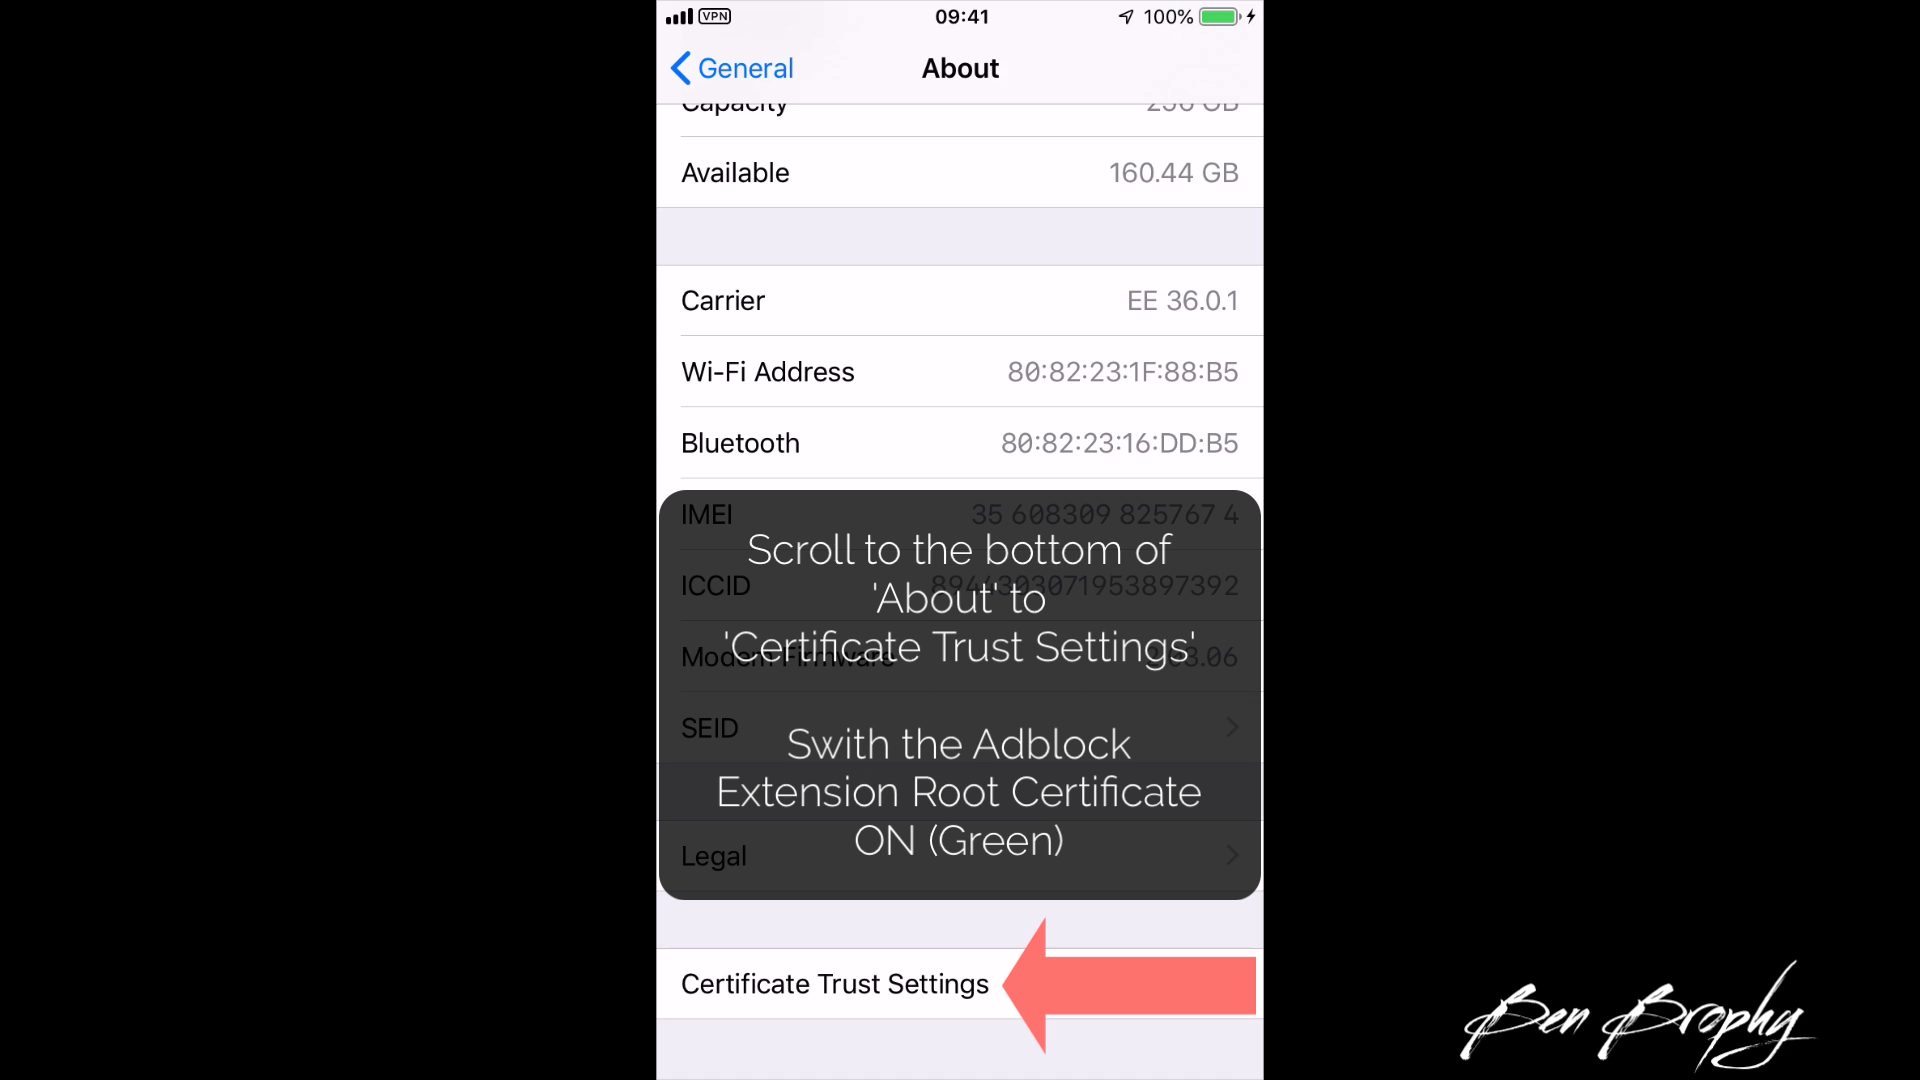 VPN 09:41 100%
General About
Capacity 256 GB
Available 160.44 GB
Carrier EE 36.0.1
Wi-Fi Address 80:82:23:1F:88:B5
Bluetooth 80:82:23:16:DD:B5
IMEI 35 608309 825767 4
Scroll to the bottom of
ICCID
'About' to
'Certificate Trust Settings'
Modem Firmware
SEID
Swith the Adblock
Extension Root Certificate
ON (Green)
Legal
Certificate Trust Settings
Ben Brophy